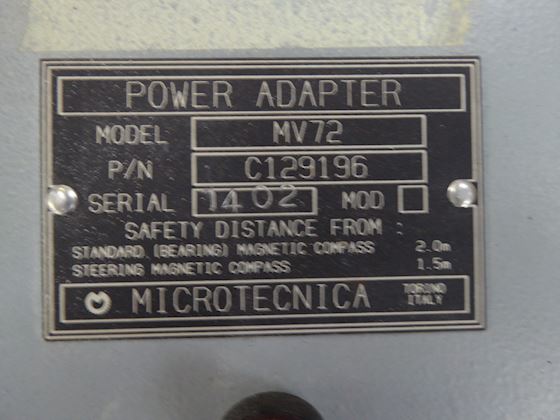 POWER ADAPTER
MODEL MV72
P/N C129196
SERIAL 1402 MOD
SAFETY DISTANCE FROM :
STANDARD (BEARING) MAGNETIC COMPASS 2.0m
STEERING MAGNETIC COMPASS 1.5m
MICROTECNICA TORINO
ITALY